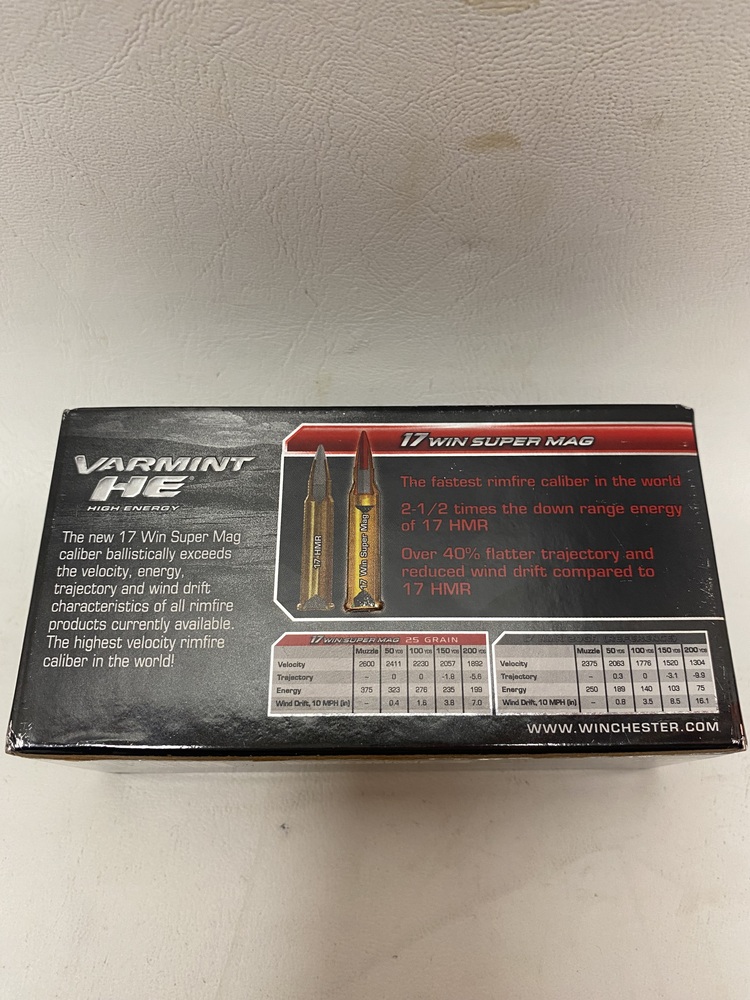 VARMINT
HE®
HIGH ENERGY
The new 17 Win Super Mag
caliber ballistically exceeds
the velocity, energy,
trajectory and wind drift
characteristics of all rimfire
products currently available.
The highest velocity rimfire
caliber in the world!
17 WIN SUPER MAG
The fastest rimfire caliber in the world
2-1/2 times the down range energy
of 17 HMR
Over 40% flatter trajectory and
reduced wind drift compared to
17 HMR
17 HMR
17 Win Super Mag
17 WIN SUPER MAG 25 GRAIN
Muzzle 50 YDS 100 YDS 150 YDS 200 YDS
Velocity 2600 2411 2230 2057 1892
Trajectory – 0 0 -1.8 -5.6
Energy 375 323 276 235 199
Wind Drift, 10 MPH (in) – 0.4 1.6 3.8 7.0
Muzzle 50 YDS 100 YDS 150 YDS 200 YDS
Velocity 2375 2063 1776 1520 1304
Trajectory – 0.3 0 -3.1 -9.9
Energy 250 189 140 103 75
Wind Drift, 10 MPH (in) – 0.8 3.5 8.5 16.1
WWW.WINCHESTER.COM